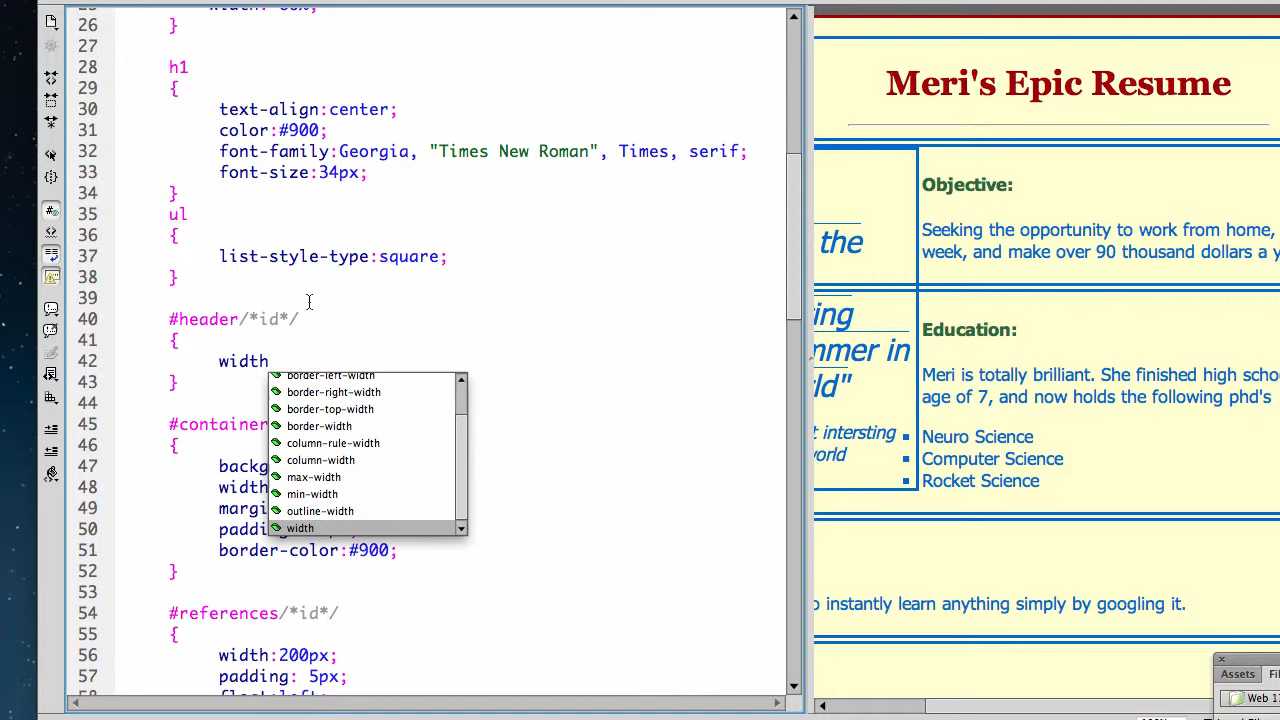 26 }
27
28 h1
29 {
30 text-align:center;
31 color:#900;
32 font-family:Georgia, "Times New Roman", Times, serif;
33 font-size:34px;
34 }
35 ul
36 {
37 list-style-type:square;
38 }
39
40 #header/*id*/
41 {
42 width
43 }
44
45 #container
46 {
47 backg
48 width
49 margi
50 paddi
51 border-color:#900;
52 }
53
54 #references/*id*/
55 {
56 width:200px;
57 padding: 5px;
border-left-width
border-right-width
border-top-width
border-width
column-rule-width
column-width
max-width
min-width
outline-width
width
Meri's Epic Resume
the
Objective:
Seeking the opportunity to work from home,
week, and make over 90 thousand dollars a y
ing
mmer in
ld"
t intersting
world
Education:
Meri is totally brilliant. She finished high schoo
age of 7, and now holds the following phd's
Neuro Science
Computer Science
Rocket Science
o instantly learn anything simply by googling it.
Assets
Fil
Web 1